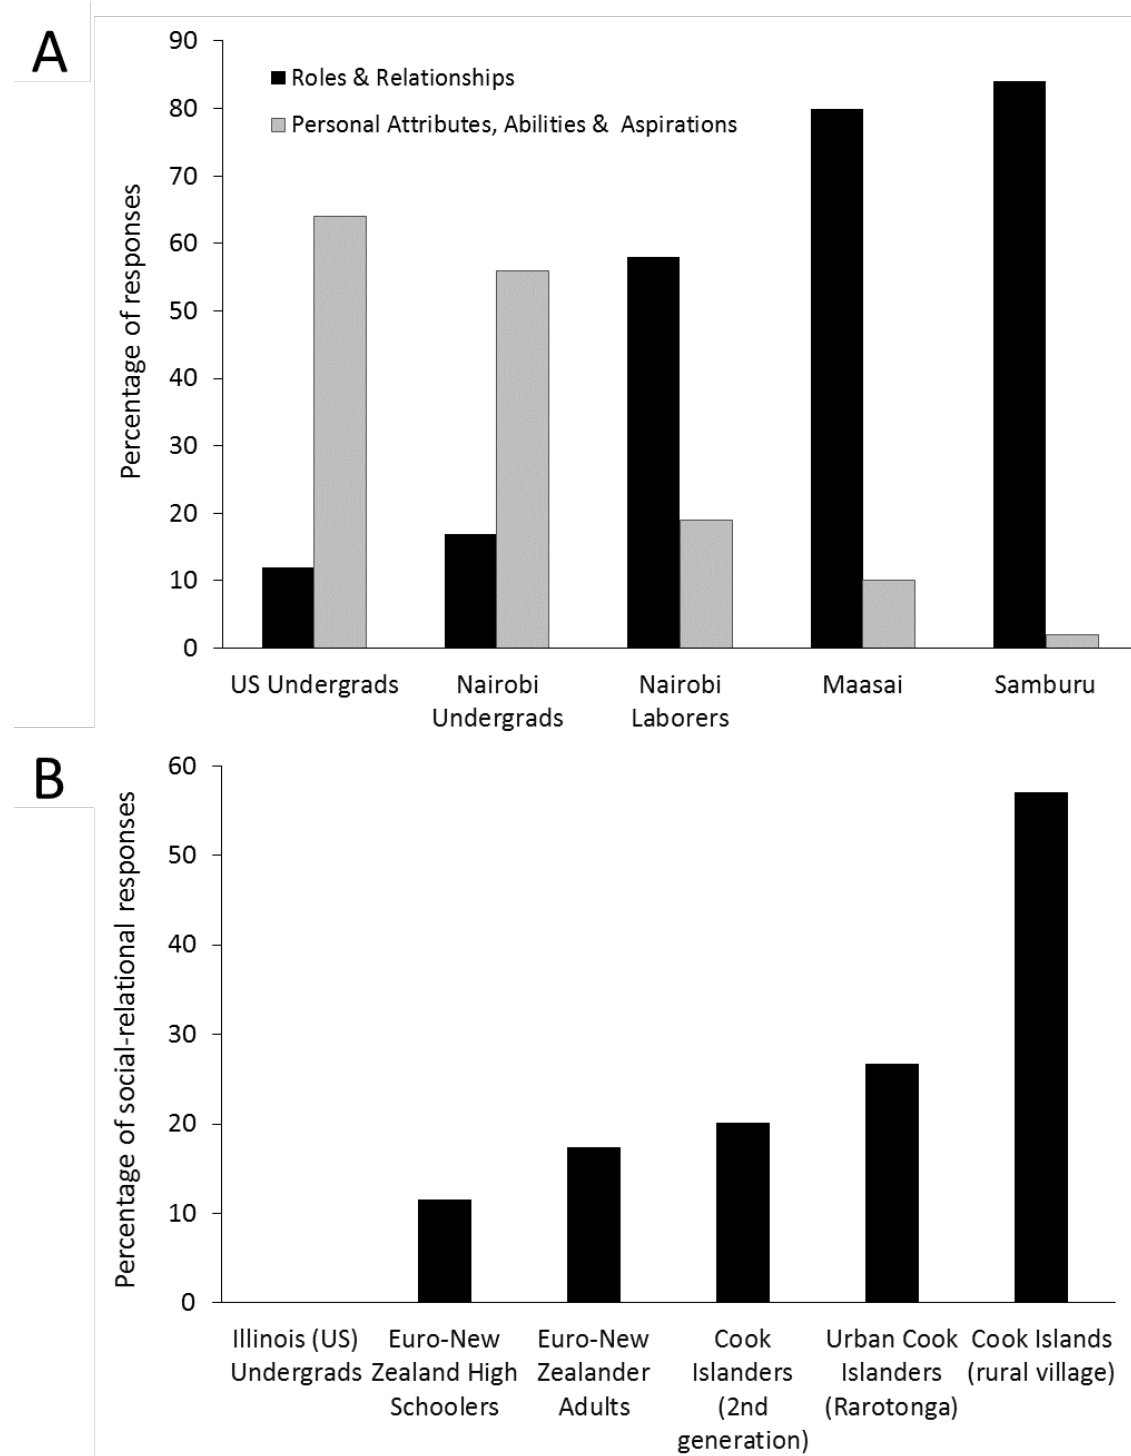 A
90
80
70
60
50
40
30
20
10
0
Percentage of responses
Roles & Relationships
Personal Attributes, Abilities & Aspirations
US Undergrads
Nairobi
Undergrads
Nairobi
Laborers
Maasai
Samburu
B
60
50
40
30
20
10
0
Percentage of social-relational responses
Illinois (US)
Undergrads
Euro-New
Zealand High
Schoolers
Euro-New
Zealander
Adults
Cook
Islanders
(2nd
generation)
Urban Cook
Islanders
(Rarotonga)
Cook Islands
(rural village)